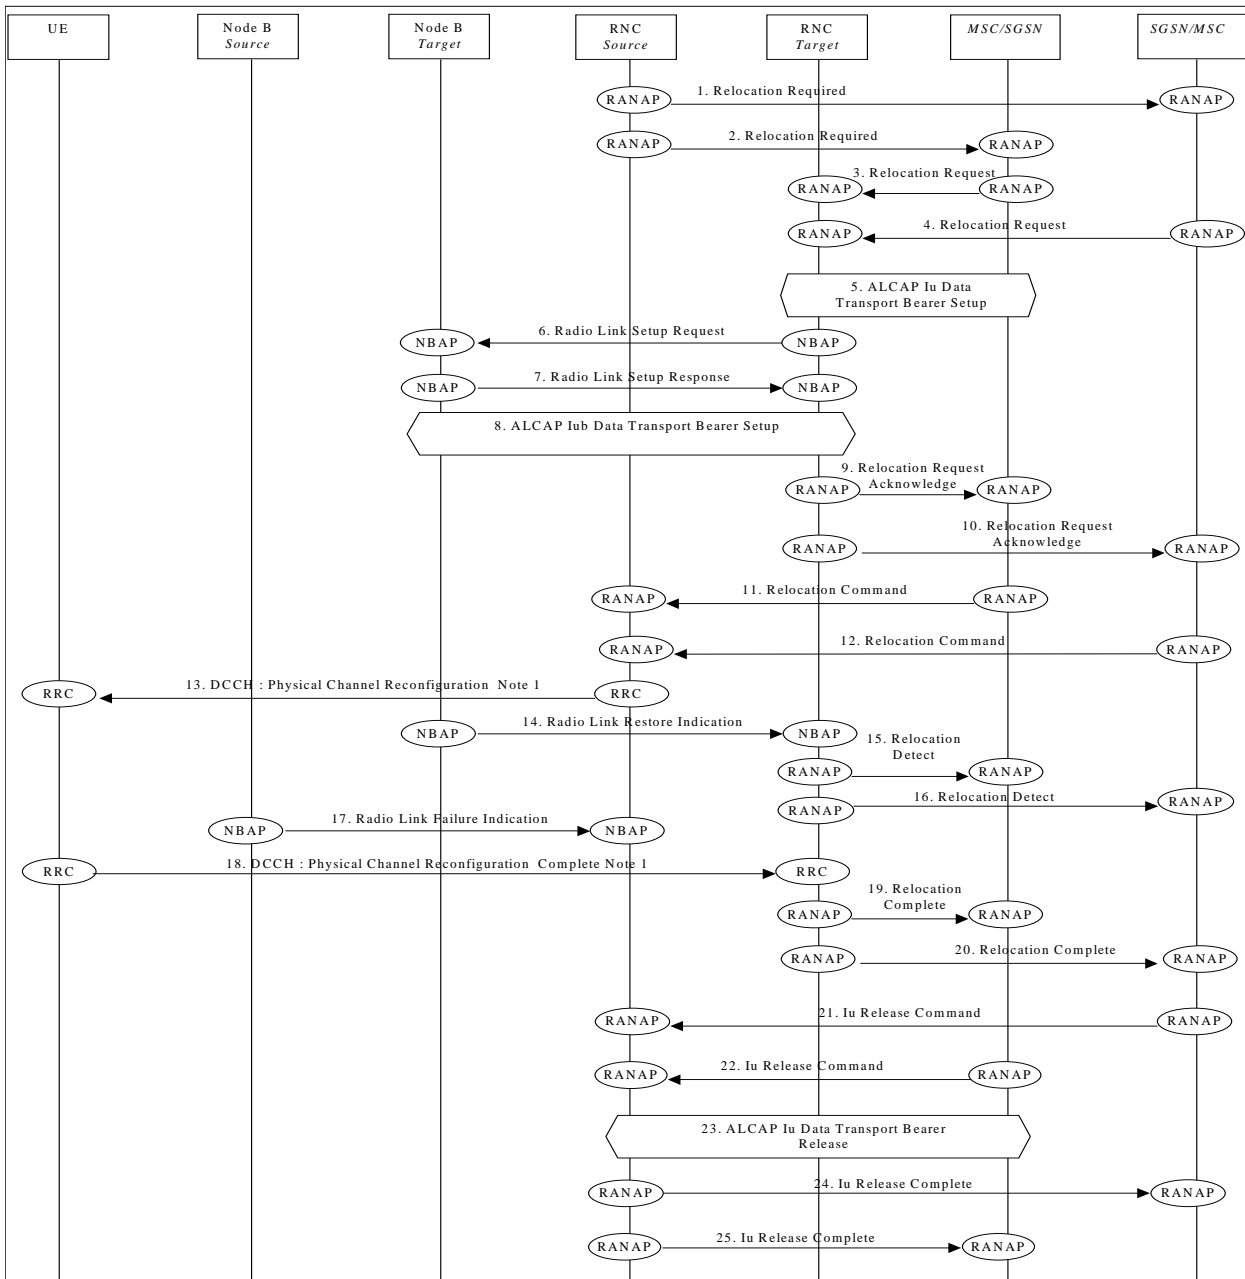 UE
Node B
Source
Node B
Target
RNC
Source
RNC
Target
MSC/SGSN
SGSN/MSC
RANAP 1. Relocation Required RANAP
RANAP 2. Relocation Required RANAP
RANAP 3. Relocation Request RANAP
RANAP 4. Relocation Request RANAP
5. ALCAP Iu Data
Transport Bearer Setup
NBAP 6. Radio Link Setup Request NBAP
NBAP 7. Radio Link Setup Response NBAP
8. ALCAP Iub Data Transport Bearer Setup
9. Relocation Request
Acknowledge
RANAP RANAP
10. Relocation Request
Acknowledge
RANAP RANAP
RANAP 11. Relocation Command RANAP
RANAP 12. Relocation Command RANAP
RRC 13. DCCH : Physical Channel Reconfiguration Note 1 RRC
NBAP 14. Radio Link Restore Indication NBAP
15. Relocation
Detect
RANAP RANAP
RANAP 16. Relocation Detect RANAP
NBAP 17. Radio Link Failure Indication NBAP
RRC 18. DCCH : Physical Channel Reconfiguration Complete Note 1 RRC
19. Relocation
Complete
RANAP RANAP
RANAP 20. Relocation Complete RANAP
RANAP 21. Iu Release Command RANAP
RANAP 22. Iu Release Command RANAP
23. ALCAP Iu Data Transport Bearer
Release
RANAP 24. Iu Release Complete RANAP
RANAP 25. Iu Release Complete RANAP